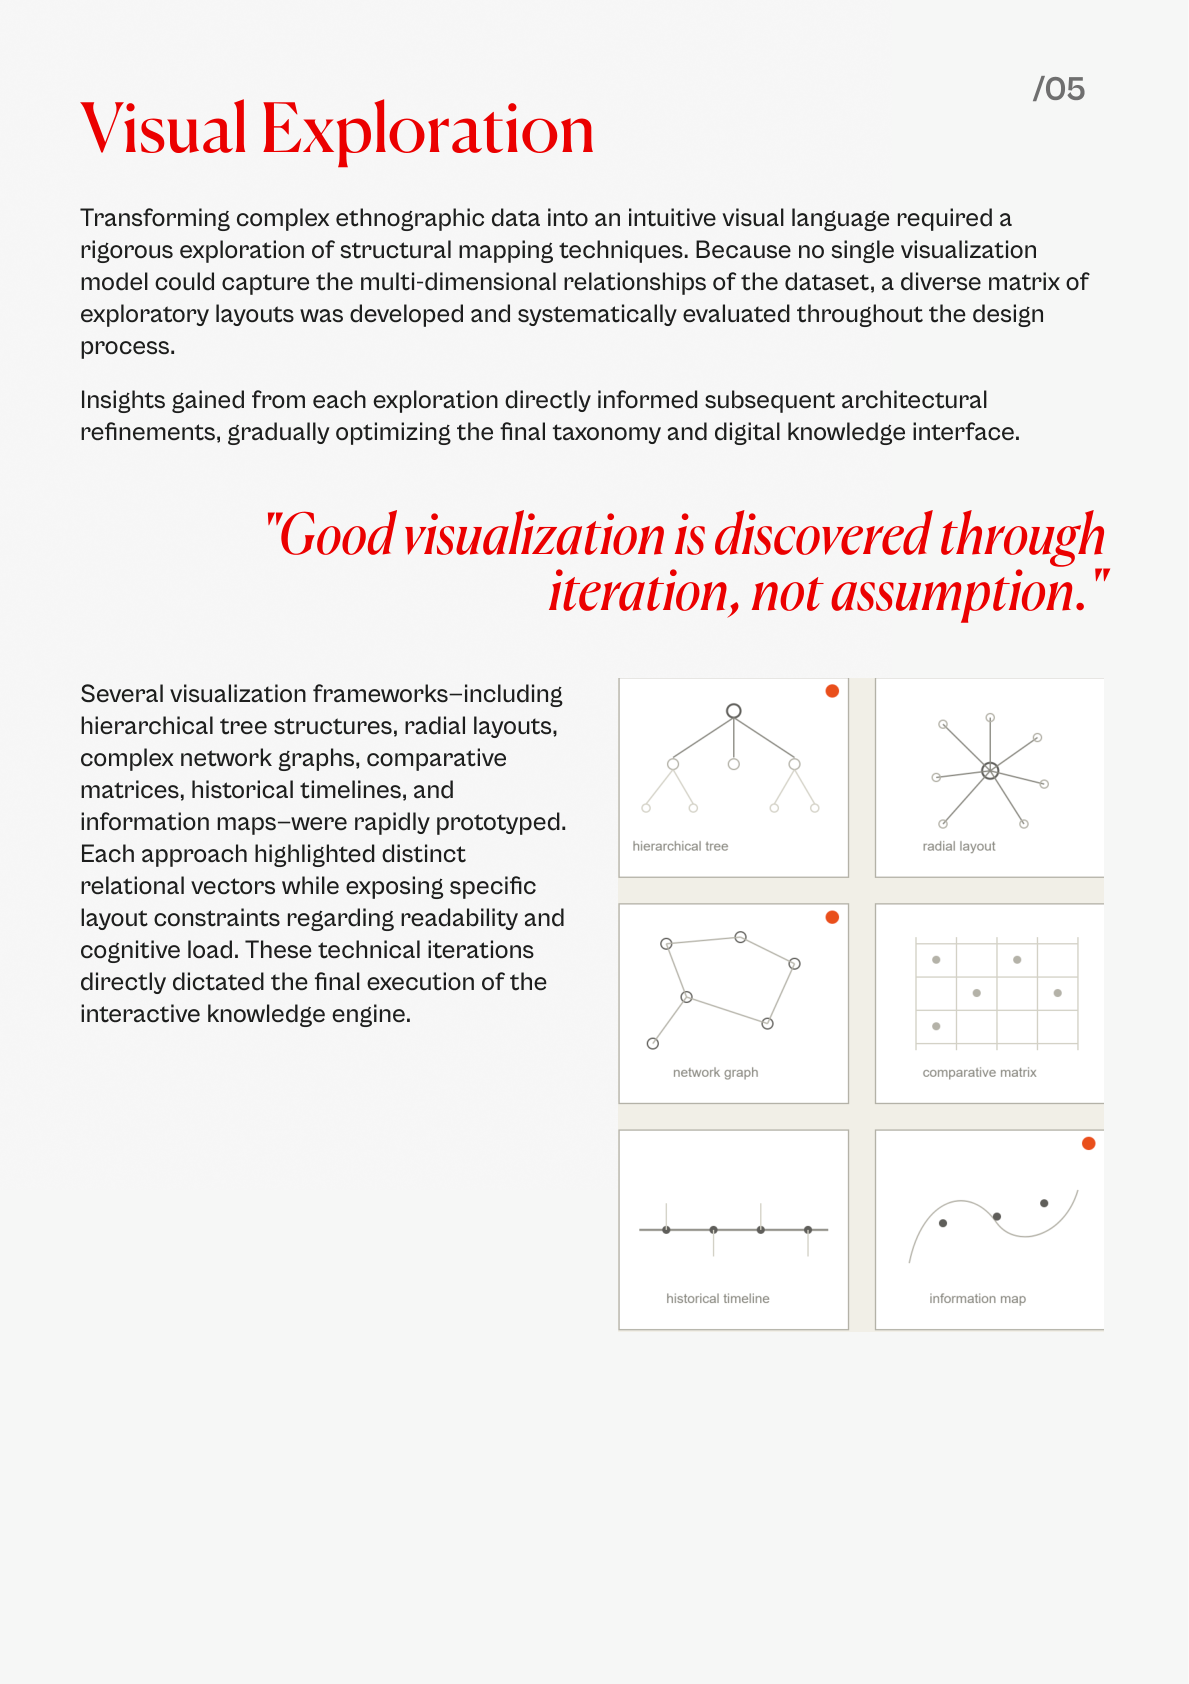 /05
Visual Exploration
Transforming complex ethnographic data into an intuitive visual language required a
rigorous exploration of structural mapping techniques. Because no single visualization
model could capture the multi-dimensional relationships of the dataset, a diverse matrix of
exploratory layouts was developed and systematically evaluated throughout the design
process.
Insights gained from each exploration directly informed subsequent architectural
refinements, gradually optimizing the final taxonomy and digital knowledge interface.
"Good visualization is discovered through
iteration, not assumption."
Several visualization frameworks—including
hierarchical tree structures, radial layouts,
complex network graphs, comparative
matrices, historical timelines, and
information maps—were rapidly prototyped.
Each approach highlighted distinct
relational vectors while exposing specific
layout constraints regarding readability and
cognitive load. These technical iterations
directly dictated the final execution of the
interactive knowledge engine.
hierarchical tree
radial layout
network graph
comparative matrix
historical timeline
information map